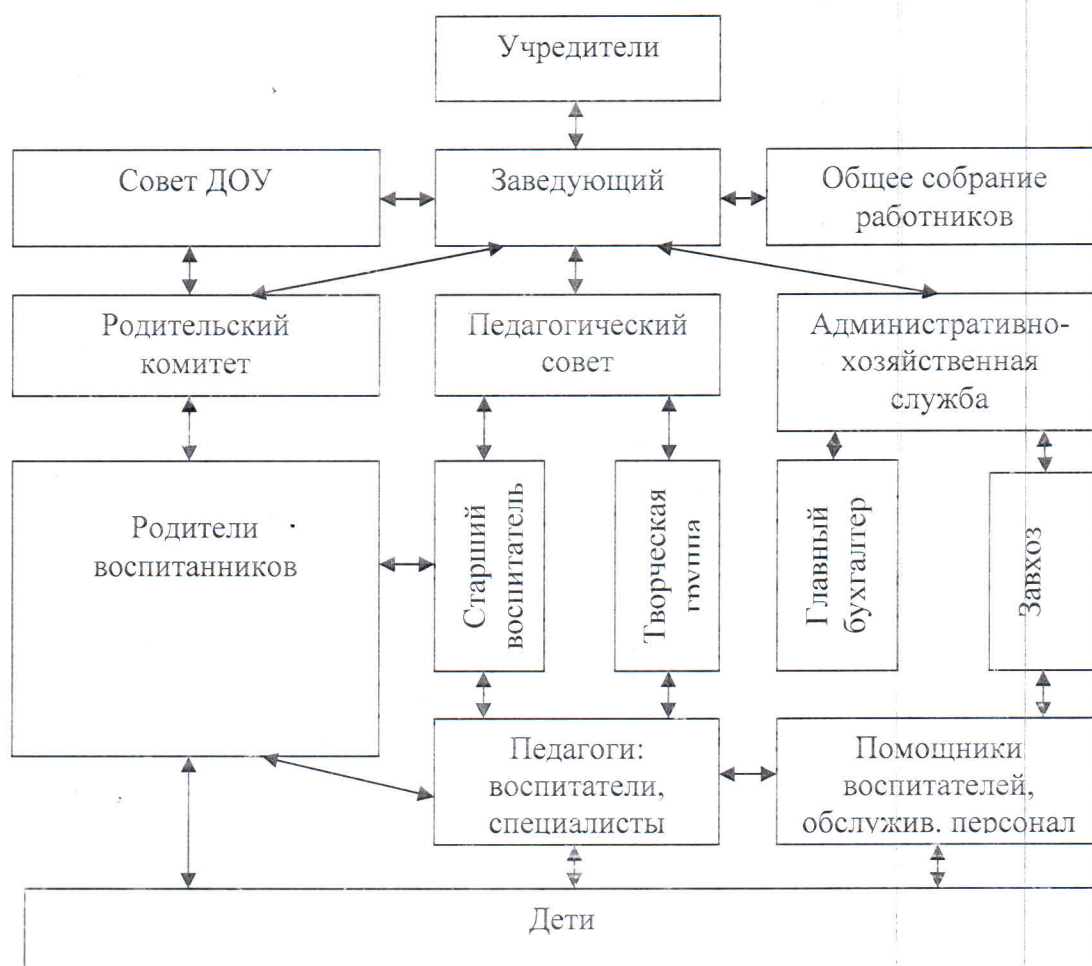 Учредители
Совет ДОУ
Заведующий
Общее собрание
работников
Родительский
комитет
Педагогический
совет
Административно-
хозяйственная
служба
Родители
воспитанников
Старший
воспитатель
Творческая
группа
Главный
бухгалтер
Завхоз
Педагоги:
воспитатели,
специалисты
Помощники
воспитателей,
обслужив. персонал
Дети